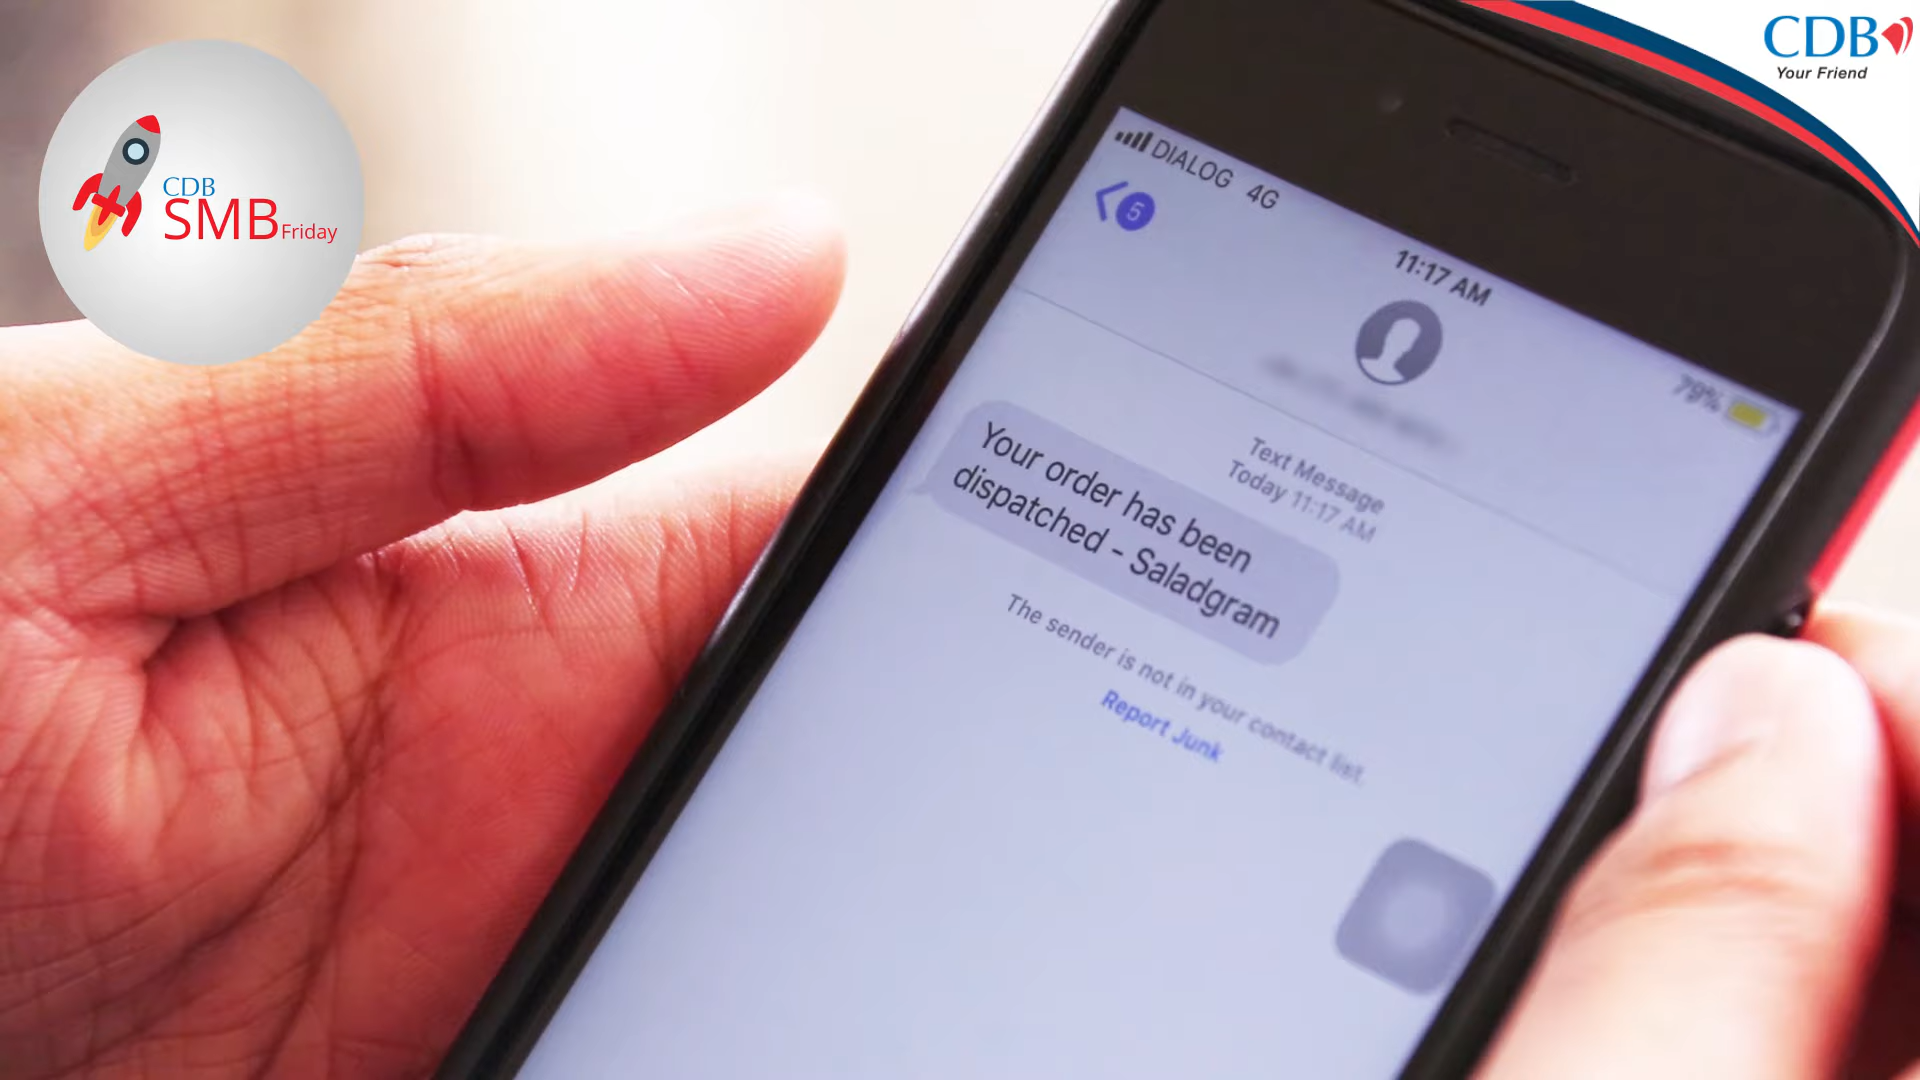 CDB
SMB Friday
CDB
Your Friend
DIALOG 4G
5
11:17 AM
79%
Text Message
Today 11:17 AM
Your order has been
dispatched - Saladgram
The sender is not in your contact list.
Report Junk